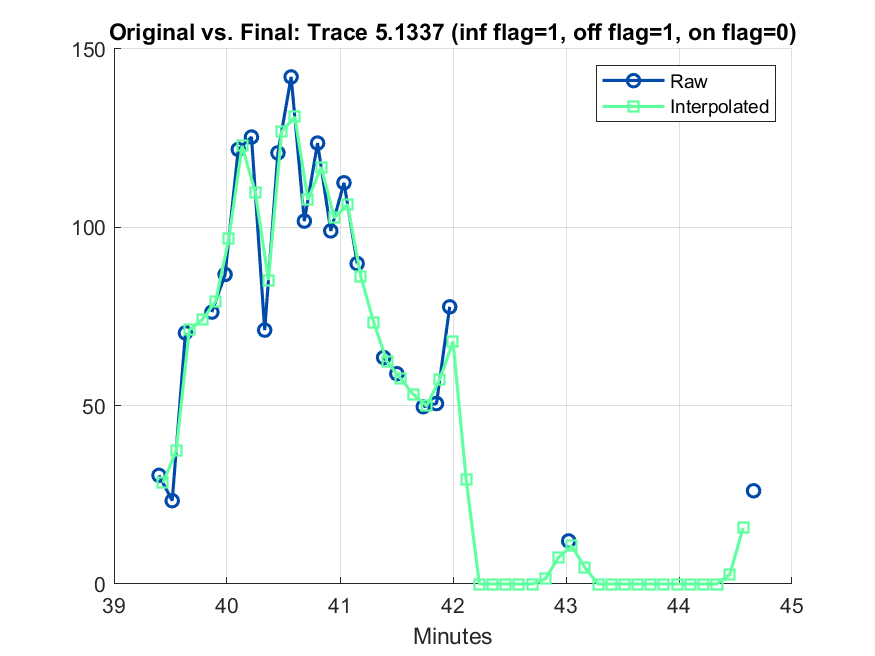 Original vs. Final: Trace 5.1337 (inf flag=1, off flag=1, on flag=0)
150
100
50
0
Raw
Interpolated
39 40 41 42 43 44 45
Minutes